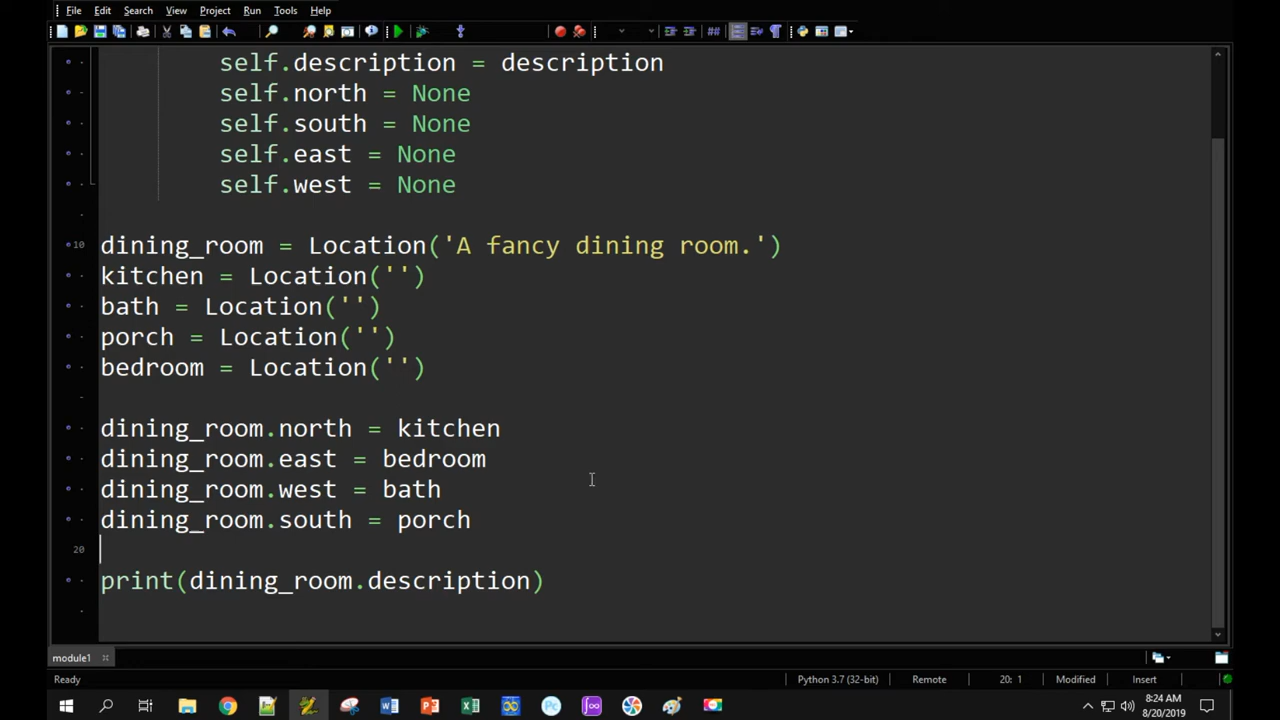 File Edit Search View Project Run Tools Help
self.description = description
self.north = None
self.south = None
self.east = None
self.west = None
10 dining_room = Location('A fancy dining room.')
kitchen = Location('')
bath = Location('')
porch = Location('')
bedroom = Location('')
dining_room.north = kitchen
dining_room.east = bedroom
dining_room.west = bath
dining_room.south = porch
20
print(dining_room.description)
module1
Ready Python 3.7 (32-bit) Remote 20: 1 Modified Insert
8:24 AM
8/20/2019